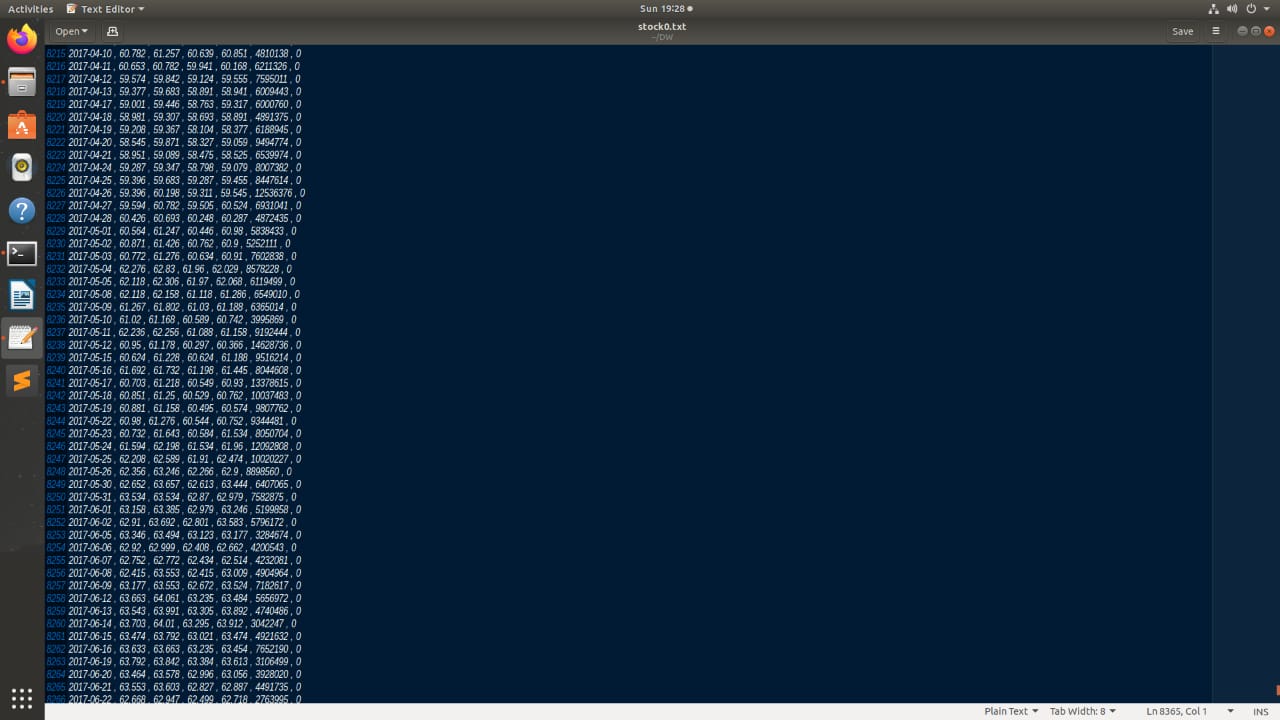 Activities Text Editor Sun 19:28
Open stock0.txt Save
~/DW
8215 2017-04-10 , 60.782 , 61.257 , 60.639 , 60.851 , 4810138 , 0
8216 2017-04-11 , 60.653 , 60.782 , 59.941 , 60.168 , 6211326 , 0
8217 2017-04-12 , 59.574 , 59.842 , 59.124 , 59.555 , 7595011 , 0
8218 2017-04-13 , 59.377 , 59.683 , 58.891 , 58.941 , 6009443 , 0
8219 2017-04-17 , 59.001 , 59.446 , 58.763 , 59.317 , 6000760 , 0
8220 2017-04-18 , 58.981 , 59.307 , 58.693 , 58.891 , 4891375 , 0
8221 2017-04-19 , 59.208 , 59.367 , 58.104 , 58.377 , 6188945 , 0
8222 2017-04-20 , 58.545 , 59.871 , 58.327 , 59.059 , 9494774 , 0
8223 2017-04-21 , 58.951 , 59.089 , 58.475 , 58.525 , 6539974 , 0
8224 2017-04-24 , 59.287 , 59.347 , 58.798 , 59.079 , 8007382 , 0
8225 2017-04-25 , 59.396 , 59.683 , 59.287 , 59.455 , 8447614 , 0
8226 2017-04-26 , 59.396 , 60.198 , 59.311 , 59.545 , 12536376 , 0
8227 2017-04-27 , 59.594 , 60.782 , 59.505 , 60.524 , 6931041 , 0
8228 2017-04-28 , 60.426 , 60.693 , 60.248 , 60.287 , 4872435 , 0
8229 2017-05-01 , 60.564 , 61.247 , 60.446 , 60.98 , 5838433 , 0
8230 2017-05-02 , 60.871 , 61.426 , 60.762 , 60.9 , 5252111 , 0
8231 2017-05-03 , 60.772 , 61.276 , 60.634 , 60.91 , 7602838 , 0
8232 2017-05-04 , 62.276 , 62.83 , 61.96 , 62.029 , 8578228 , 0
8233 2017-05-05 , 62.118 , 62.306 , 61.97 , 62.068 , 6119499 , 0
8234 2017-05-08 , 62.118 , 62.158 , 61.118 , 61.286 , 6549010 , 0
8235 2017-05-09 , 61.267 , 61.802 , 61.03 , 61.188 , 6365014 , 0
8236 2017-05-10 , 61.02 , 61.168 , 60.589 , 60.742 , 3995869 , 0
8237 2017-05-11 , 62.236 , 62.256 , 61.088 , 61.158 , 9192444 , 0
8238 2017-05-12 , 60.95 , 61.178 , 60.297 , 60.366 , 14628736 , 0
8239 2017-05-15 , 60.624 , 61.228 , 60.624 , 61.188 , 9516214 , 0
8240 2017-05-16 , 61.692 , 61.732 , 61.198 , 61.445 , 8044608 , 0
8241 2017-05-17 , 60.703 , 61.218 , 60.549 , 60.93 , 13378615 , 0
8242 2017-05-18 , 60.851 , 61.25 , 60.529 , 60.762 , 10037483 , 0
8243 2017-05-19 , 60.881 , 61.158 , 60.495 , 60.574 , 9807762 , 0
8244 2017-05-22 , 60.98 , 61.276 , 60.544 , 60.752 , 9344481 , 0
8245 2017-05-23 , 60.732 , 61.643 , 60.584 , 61.534 , 8050704 , 0
8246 2017-05-24 , 61.594 , 62.198 , 61.534 , 61.96 , 12092808 , 0
8247 2017-05-25 , 62.208 , 62.589 , 61.91 , 62.474 , 10020227 , 0
8248 2017-05-26 , 62.356 , 63.246 , 62.266 , 62.9 , 8898560 , 0
8249 2017-05-30 , 62.652 , 63.657 , 62.613 , 63.444 , 6407065 , 0
8250 2017-05-31 , 63.534 , 63.534 , 62.87 , 62.979 , 7582875 , 0
8251 2017-06-01 , 63.158 , 63.385 , 62.979 , 63.246 , 5199858 , 0
8252 2017-06-02 , 62.91 , 63.692 , 62.801 , 63.583 , 5796172 , 0
8253 2017-06-05 , 63.346 , 63.494 , 63.123 , 63.177 , 3284674 , 0
8254 2017-06-06 , 62.92 , 62.999 , 62.408 , 62.662 , 4200543 , 0
8255 2017-06-07 , 62.752 , 62.772 , 62.434 , 62.514 , 4232081 , 0
8256 2017-06-08 , 62.415 , 63.553 , 62.415 , 63.009 , 4904964 , 0
8257 2017-06-09 , 63.177 , 63.553 , 62.672 , 63.524 , 7182617 , 0
8258 2017-06-12 , 63.663 , 64.061 , 63.235 , 63.484 , 5656972 , 0
8259 2017-06-13 , 63.543 , 63.991 , 63.305 , 63.892 , 4740486 , 0
8260 2017-06-14 , 63.703 , 64.01 , 63.295 , 63.912 , 3042247 , 0
8261 2017-06-15 , 63.474 , 63.792 , 63.021 , 63.474 , 4921632 , 0
8262 2017-06-16 , 63.633 , 63.663 , 63.235 , 63.454 , 7652190 , 0
8263 2017-06-19 , 63.792 , 63.842 , 63.384 , 63.613 , 3106499 , 0
8264 2017-06-20 , 63.464 , 63.578 , 62.996 , 63.056 , 3928020 , 0
8265 2017-06-21 , 63.553 , 63.603 , 62.827 , 62.887 , 4491735 , 0
8266 2017-06-22 , 62.668 , 62.947 , 62.499 , 62.718 , 2763995 , 0
Plain Text Tab Width: 8 Ln 8365, Col 1 INS